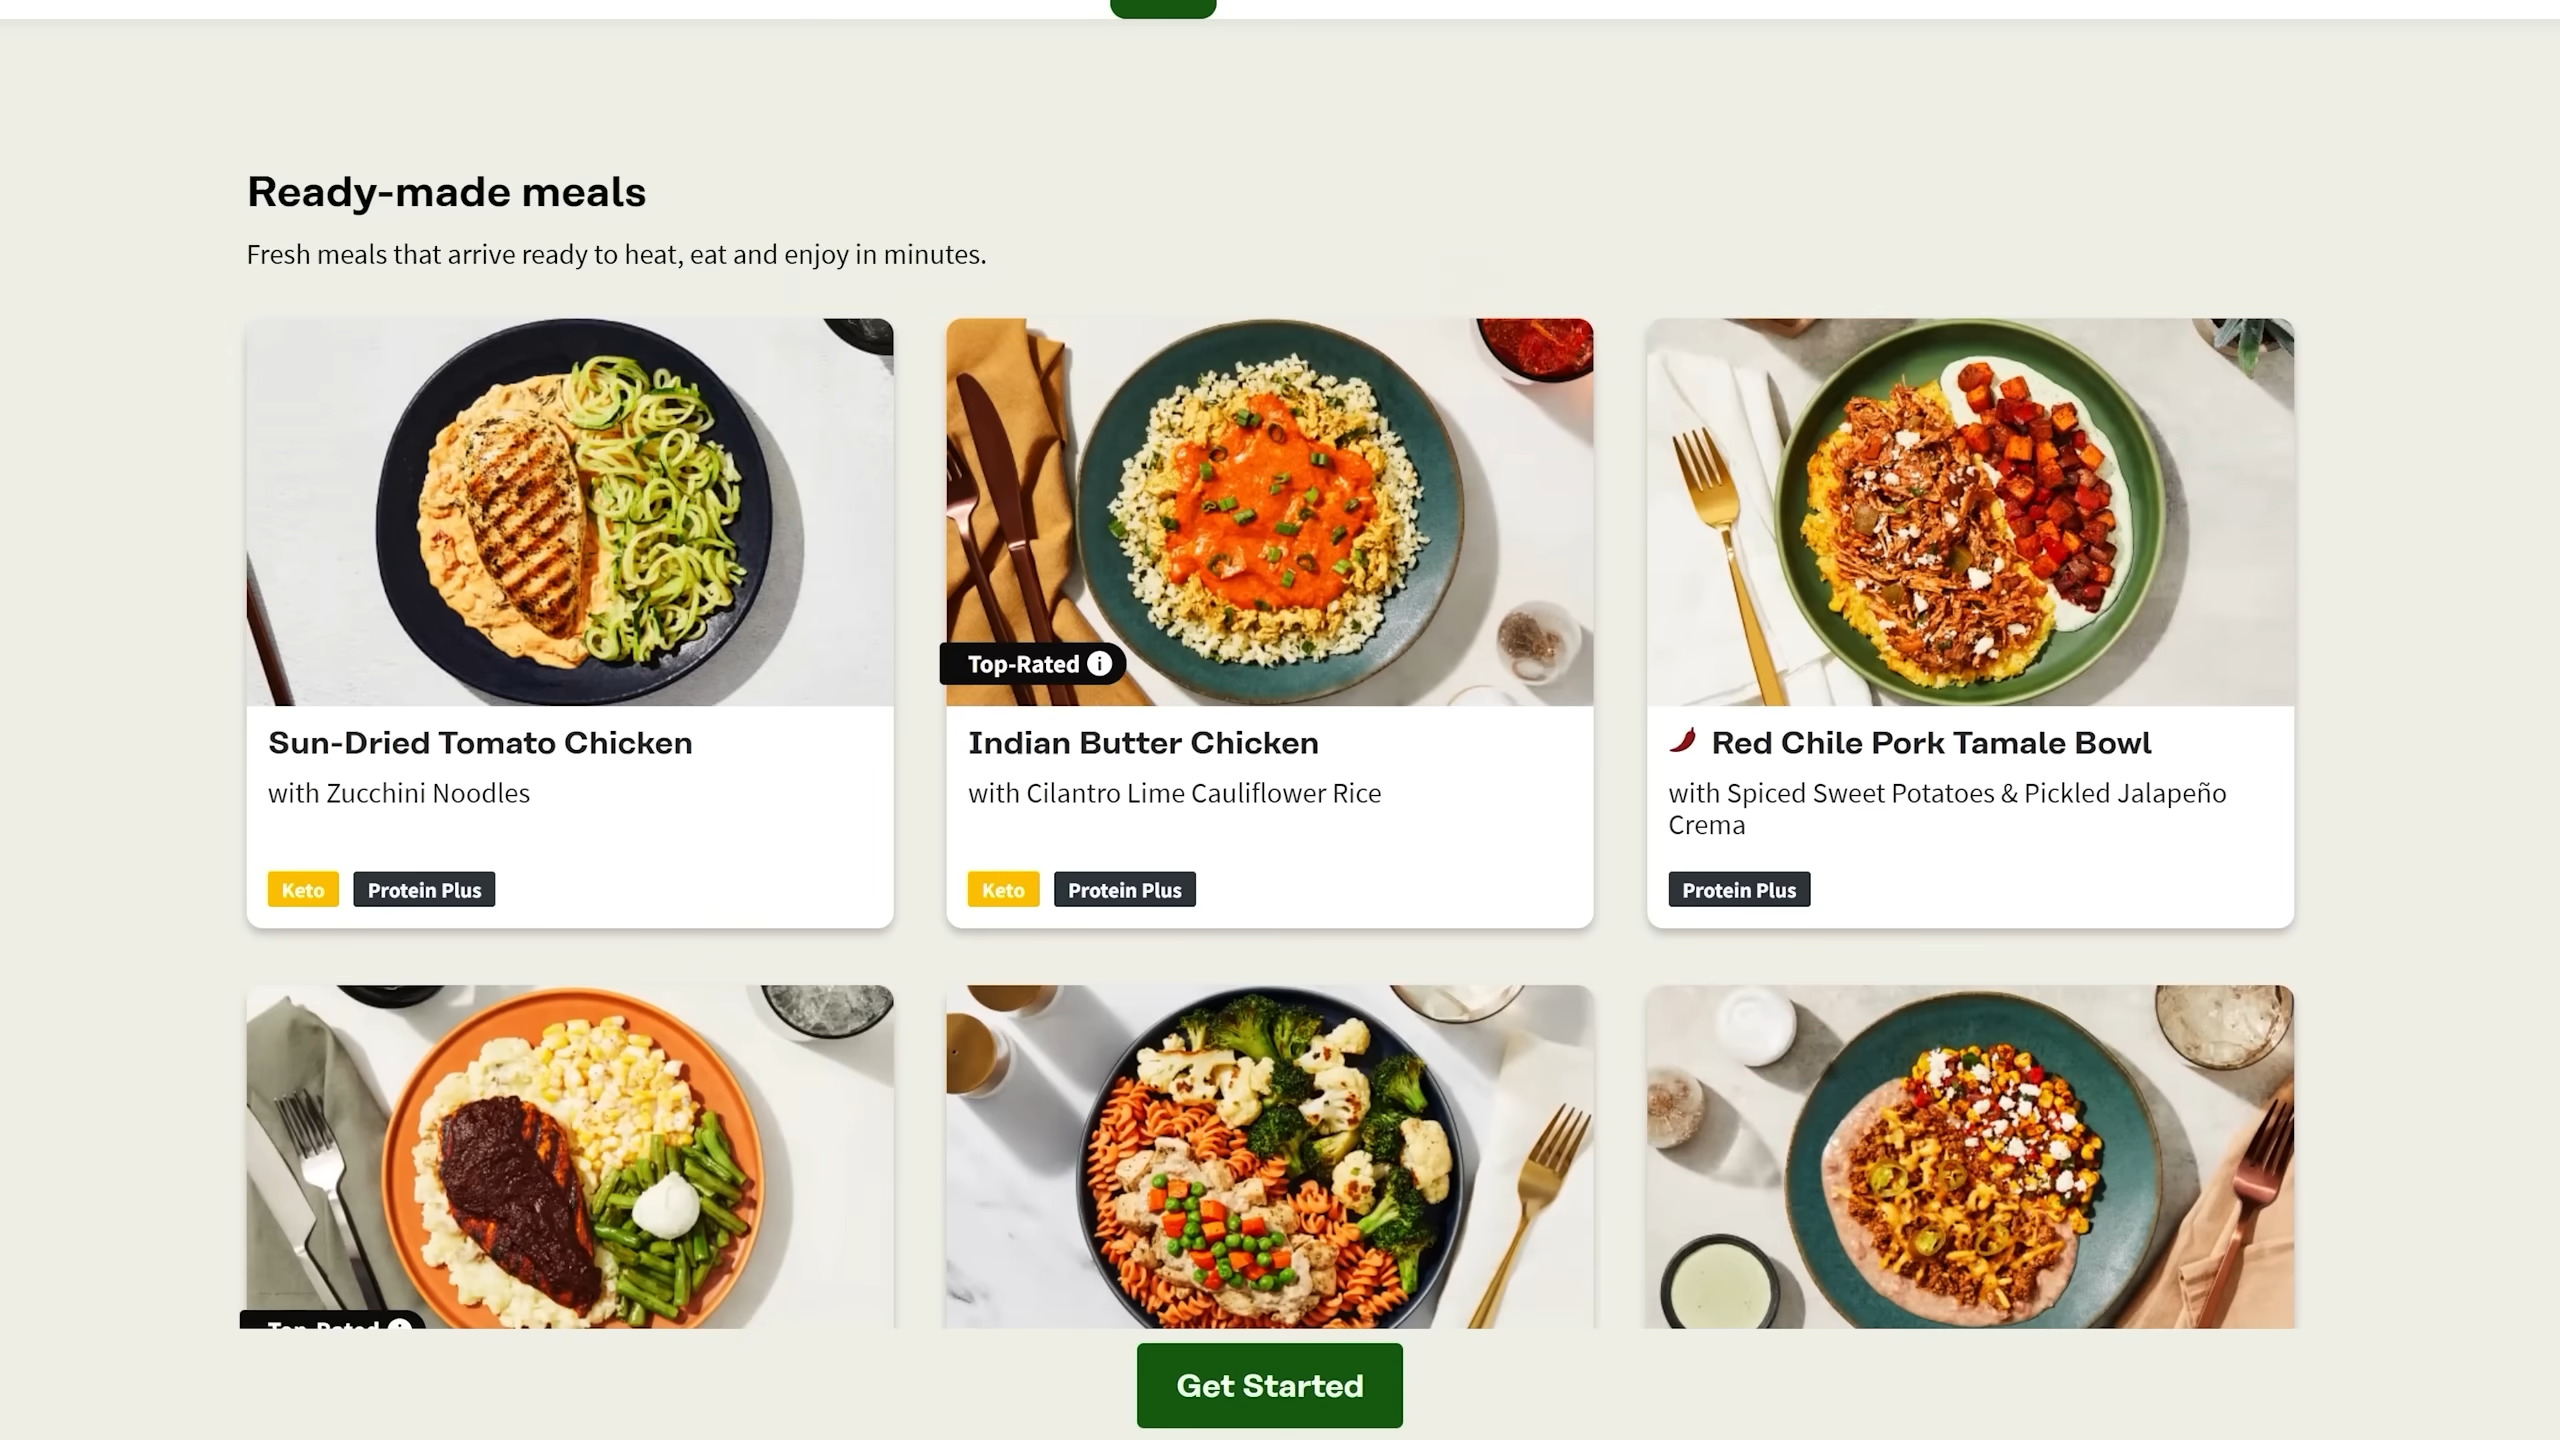 Ready-made meals
Fresh meals that arrive ready to heat, eat and enjoy in minutes.
Top-Rated
Sun-Dried Tomato Chicken
with Zucchini Noodles
Keto Protein Plus
Indian Butter Chicken
with Cilantro Lime Cauliflower Rice
Keto Protein Plus
Red Chile Pork Tamale Bowl
with Spiced Sweet Potatoes & Pickled Jalapeño
Crema
Protein Plus
Top-Rated
Get Started